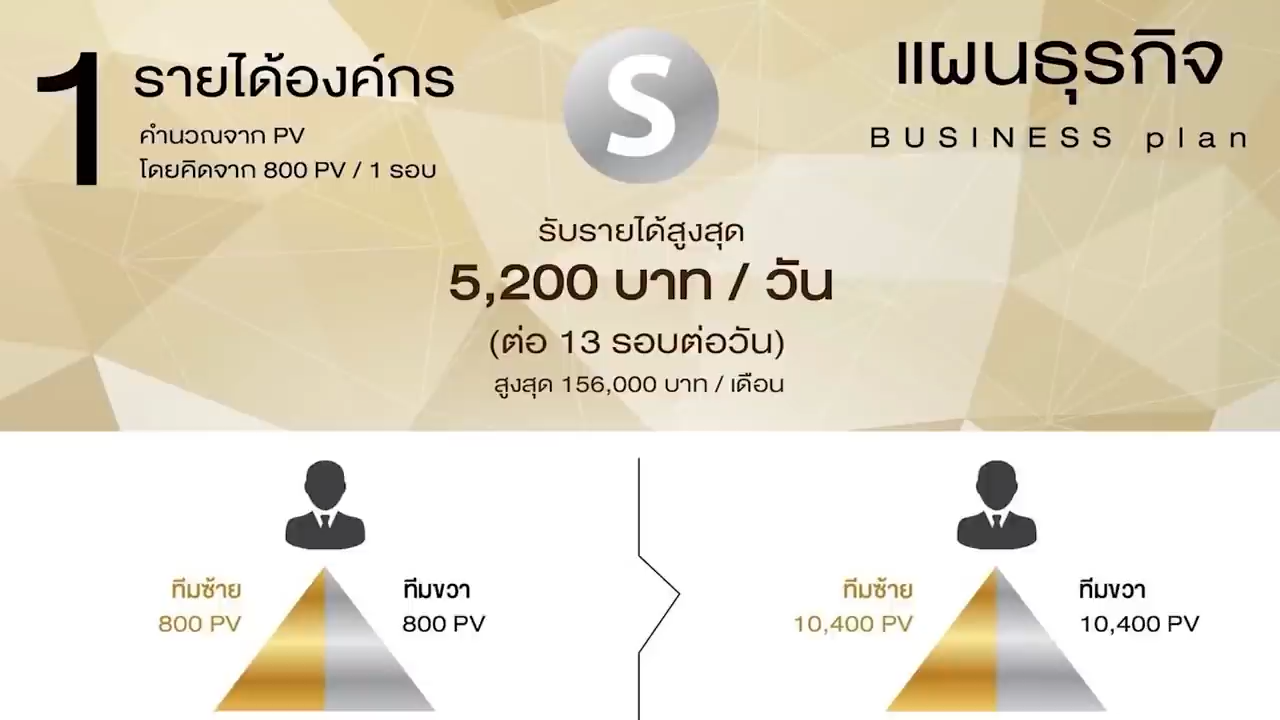 1
รายได้องค์กร
คำนวณจาก PV
โดยคิดจาก 800 PV / 1 รอบ
S
แผนธุรกิจ
BUSINESS plan
รับรายได้สูงสุด
5,200 บาท / วัน
(ต่อ 13 รอบต่อวัน)
สูงสุด 156,000 บาท / เดือน
ทีมซ้าย
800 PV
ทีมขวา
800 PV
ทีมซ้าย
10,400 PV
ทีมขวา
10,400 PV